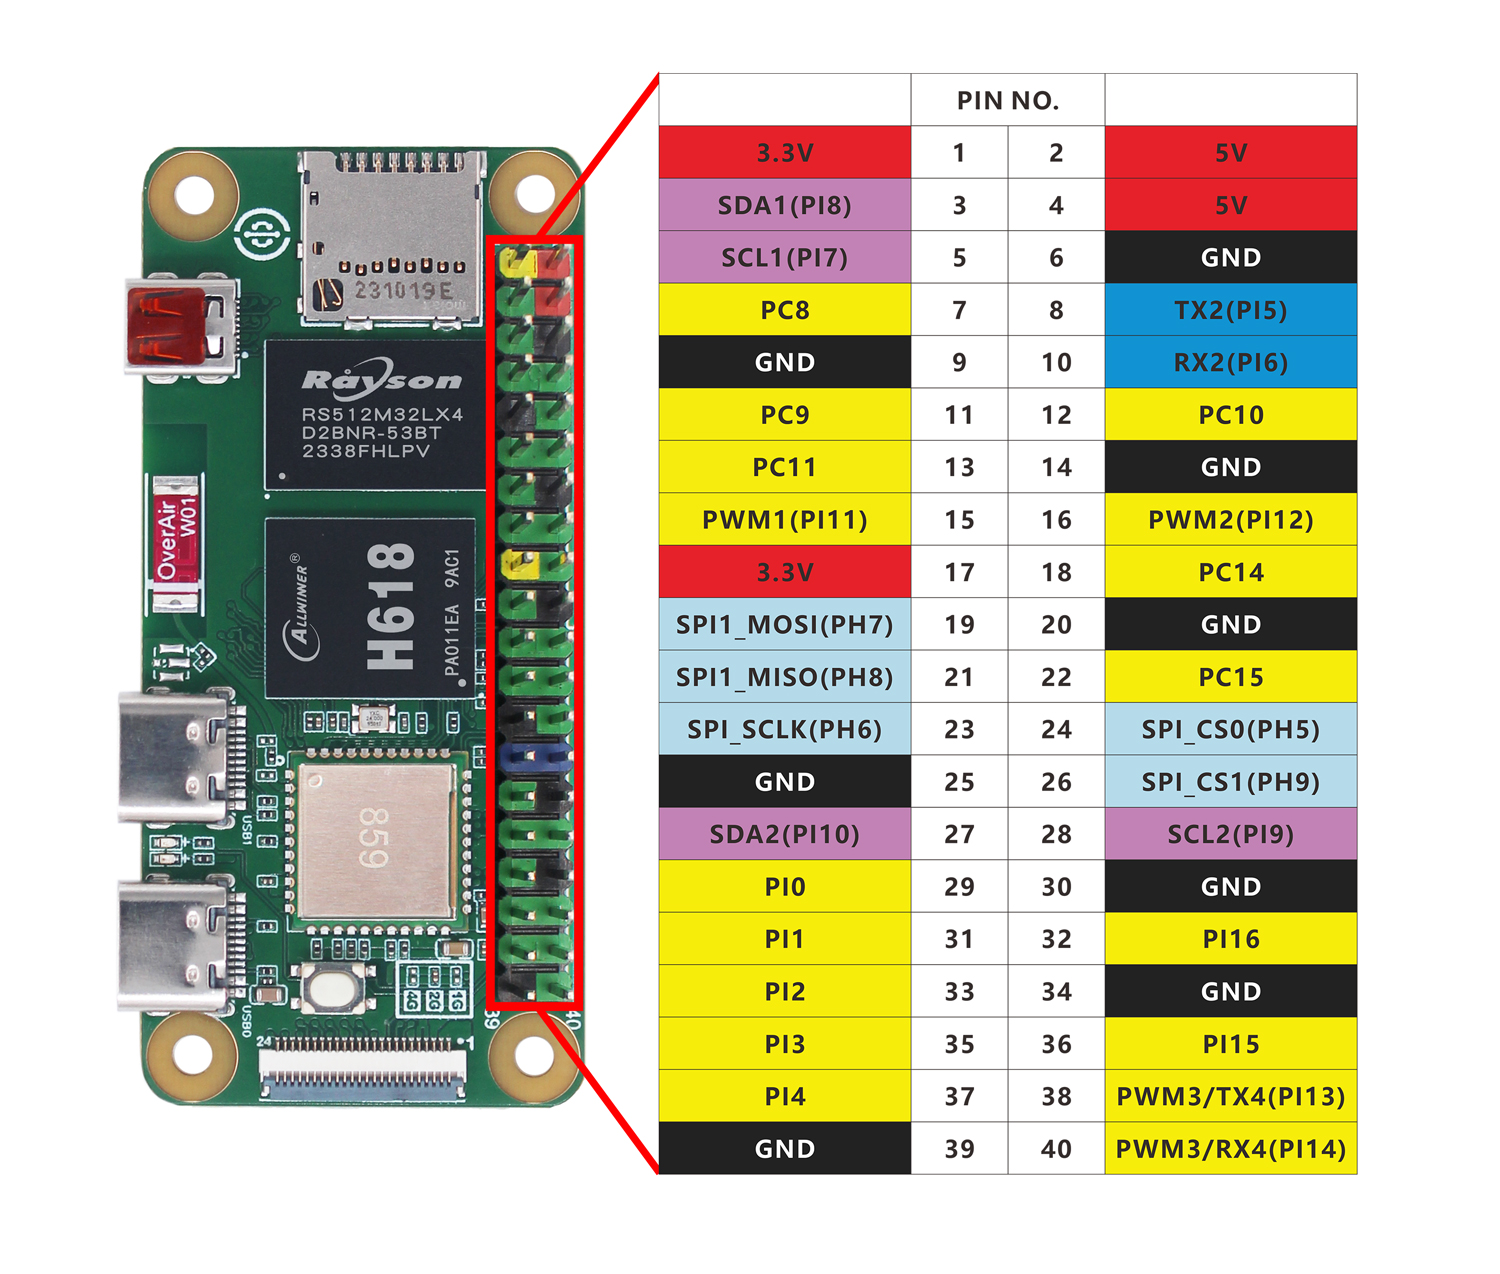 PIN NO.
3.3V 1 2 5V
SDA1(PI8) 3 4 5V
SCL1(PI7) 5 6 GND
PC8 7 8 TX2(PI5)
GND 9 10 RX2(PI6)
PC9 11 12 PC10
PC11 13 14 GND
PWM1(PI11) 15 16 PWM2(PI12)
3.3V 17 18 PC14
SPI1_MOSI(PH7) 19 20 GND
SPI1_MISO(PH8) 21 22 PC15
SPI_SCLK(PH6) 23 24 SPI_CS0(PH5)
GND 25 26 SPI_CS1(PH9)
SDA2(PI10) 27 28 SCL2(PI9)
PI0 29 30 GND
PI1 31 32 PI16
PI2 33 34 GND
PI3 35 36 PI15
PI4 37 38 PWM3/TX4(PI13)
GND 39 40 PWM3/RX4(PI14)
231019E
Rayson
RS512M32LX4
D2BNR-53BT
2338FHLPV
OverAir
W01
ALLWINNER®
H618
PA011EA 9AC1
859
USB1
USB0
4G
2G
1G
39
40
24
1